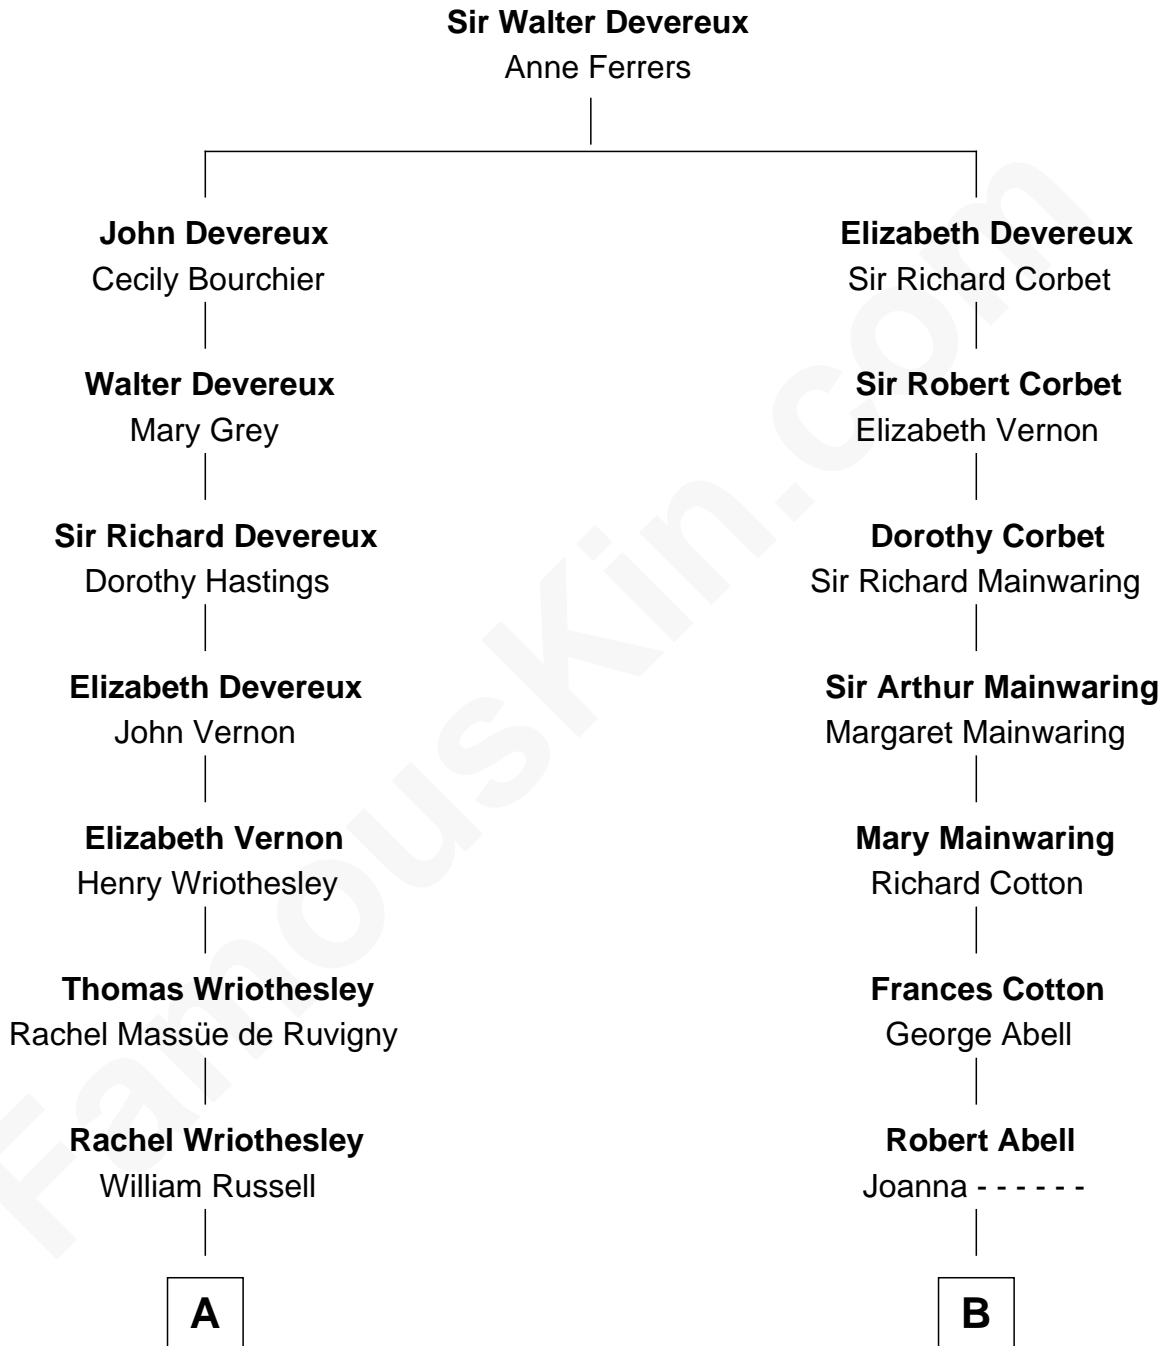 Sir Walter Devereux
Anne Ferrers
John Devereux
Cecily Bourchier
Elizabeth Devereux
Sir Richard Corbet
Walter Devereux
Mary Grey
Sir Robert Corbet
Elizabeth Vernon
Sir Richard Devereux
Dorothy Hastings
Dorothy Corbet
Sir Richard Mainwaring
Elizabeth Devereux
John Vernon
Sir Arthur Mainwaring
Margaret Mainwaring
Elizabeth Vernon
Henry Wriothesley
Mary Mainwaring
Richard Cotton
Thomas Wriothesley
Rachel Massüe de Ruvigny
Frances Cotton
George Abell
Rachel Wriothesley
William Russell
Robert Abell
Joanna - - - - - -
A
B
FamousKin.com